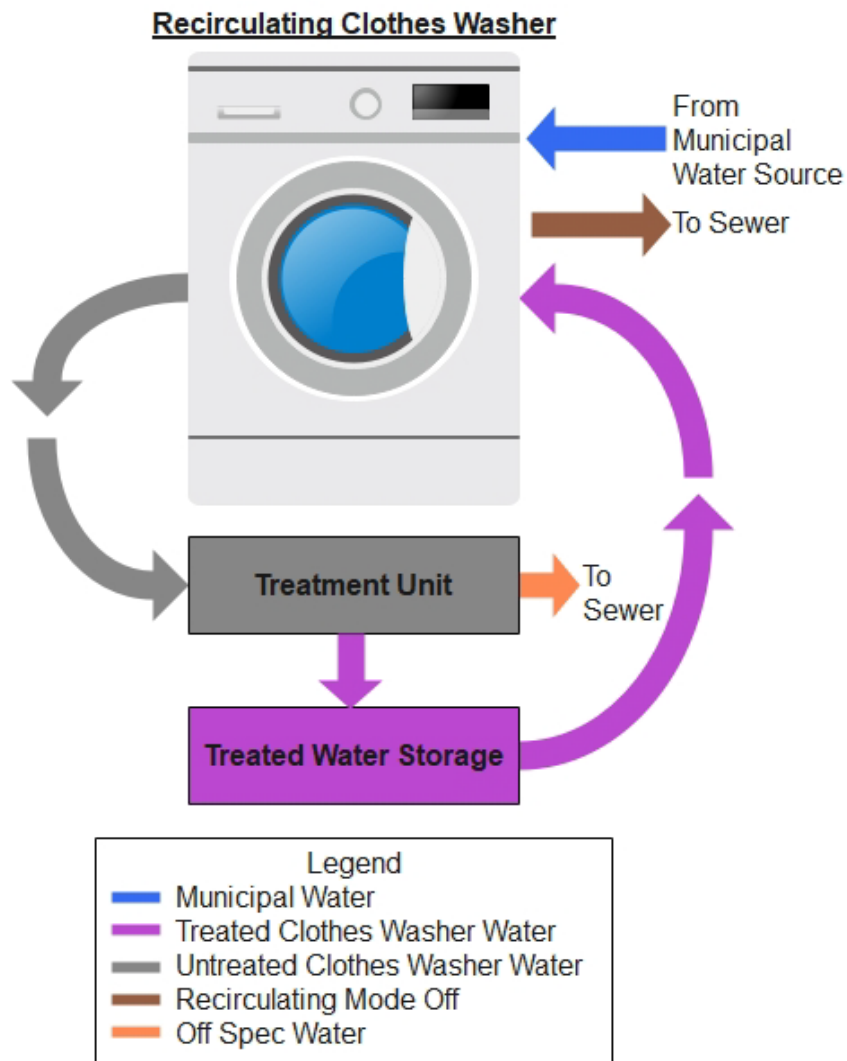 Recirculating Clothes Washer
From
Municipal
Water Source
To Sewer
Treatment Unit
To
Sewer
Treated Water Storage
Legend
Municipal Water
Treated Clothes Washer Water
Untreated Clothes Washer Water
Recirculating Mode Off
Off Spec Water